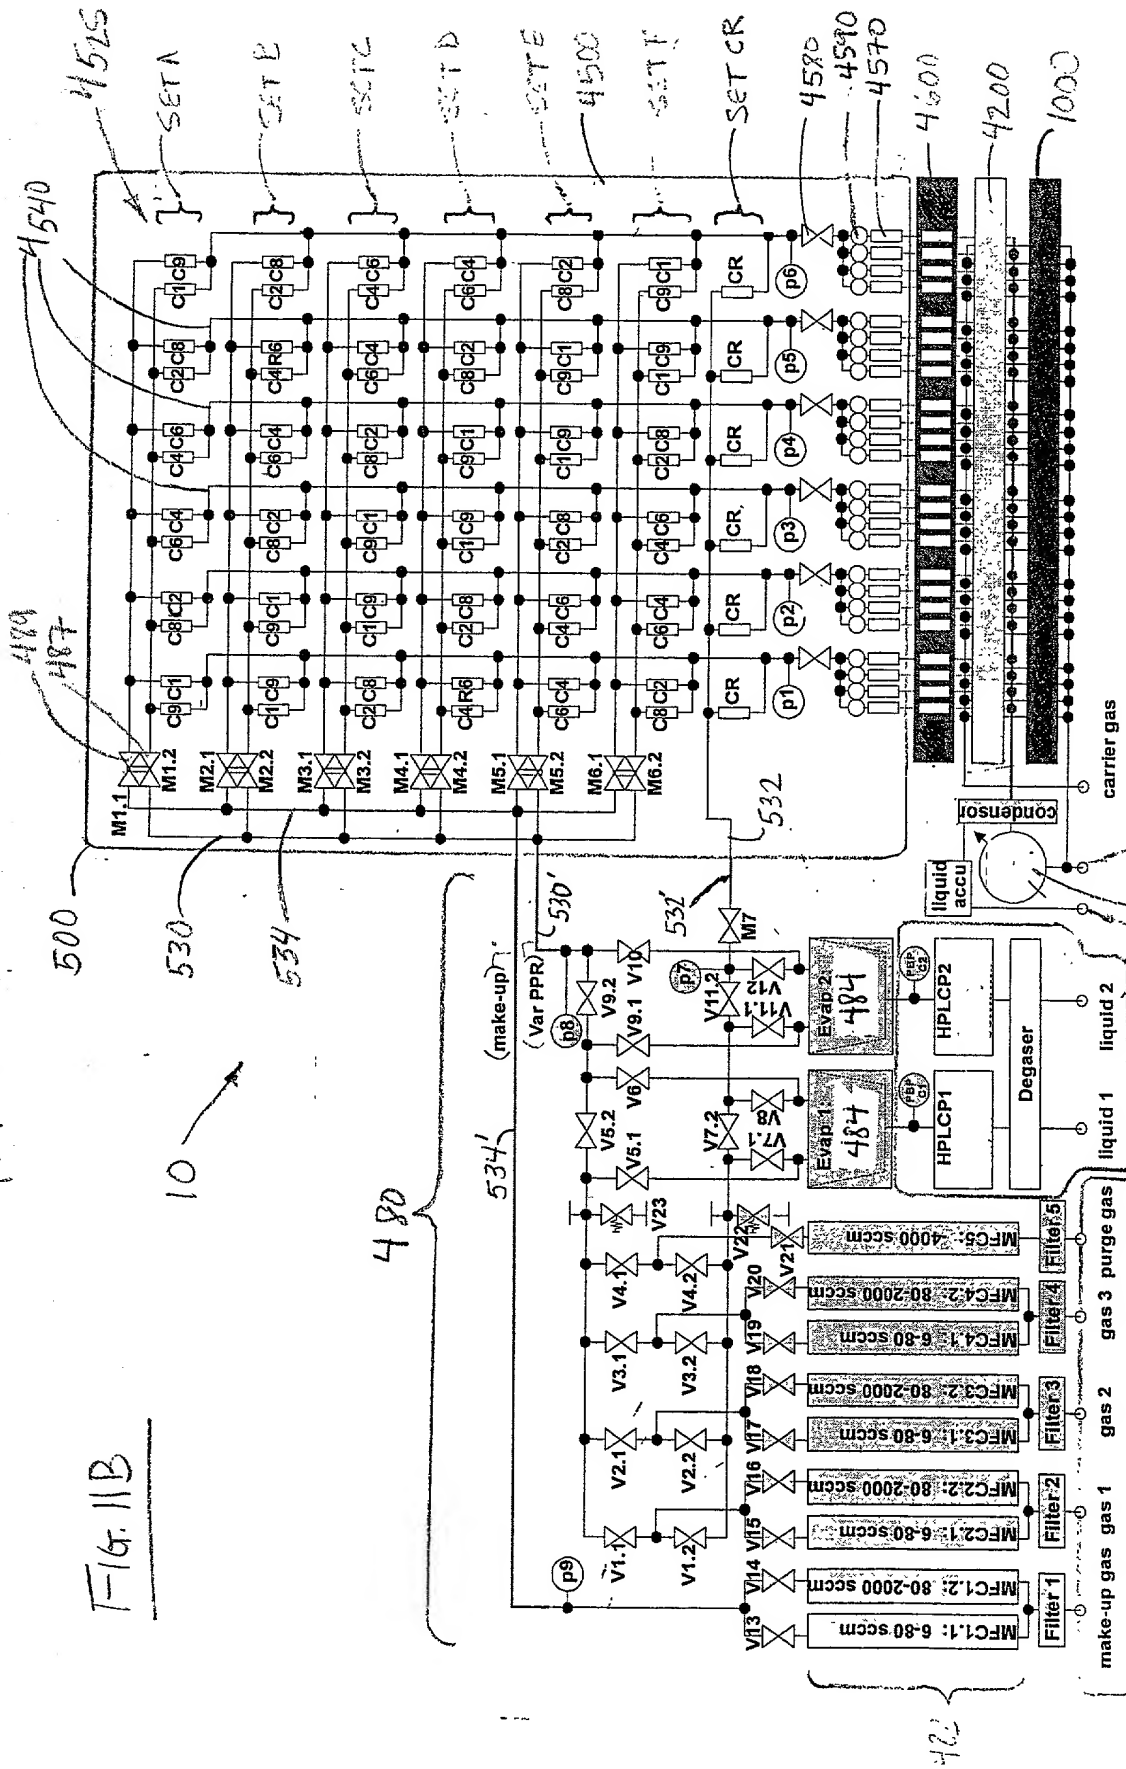 FIG. 11B
10
480
500
530
534
489
487
4540
4525
SET A
SET B
SET C
SET D
SET E
4500
SET F
SET CR
4580
4590
4570
4600
4200
1000
M1.1
M1.2
C9 C1
C8 C2
C6 C4
C4 C6
C2 C8
C1 C9
M2.1
M2.2
C1 C9
C9 C1
C8 C2
C6 C4
C4 R6
C2 C8
M3.1
M3.2
C2 C8
C1 C9
C9 C1
C8 C2
C6 C4
C4 C6
M4.1
M4.2
C4 R6
C2 C8
C1 C9
C9 C1
C8 C2
C6 C4
M5.1
M5.2
C6 C4
C4 C6
C2 C8
C1 C9
C9 C1
C8 C2
M6.1
M6.2
C8 C2
C6 C4
C4 C6
C2 C8
C1 C9
C9 C1
CR CR CR CR CR CR
p1 p2 p3 p4 p5 p6
532
534'
(make-up)
(Var PPR)
530'
532'
p9
p8
p7
M7
V1.1
V1.2
V2.1
V2.2
V3.1
V3.2
V4.1
V4.2
V23
V22
V5.1
V5.2
V6
V7.1
V7.2
V8
V9.1
V9.2
V10
V11.1
V11.2
V12
V13 V14 V15 V16 V17 V18 V19 V20 V21
MFC1.1: 6-80 sccm
MFC1.2: 80-2000 sccm
MFC2.1: 6-80 sccm
MFC2.2: 80-2000 sccm
MFC3.1: 6-80 sccm
MFC3.2: 80-2000 sccm
MFC4.1: 6-80 sccm
MFC4.2: 80-2000 sccm
MFC5: -4000 sccm
Evap 1:
484
Evap 2:
484
HPLCP1
HPLCP2
Degaser
Filter 1
Filter 2
Filter 3
Filter 4
Filter 5
liquid
accu
condensor
make-up gas
gas 1
gas 2
gas 3
purge gas
liquid 1
liquid 2
carrier gas